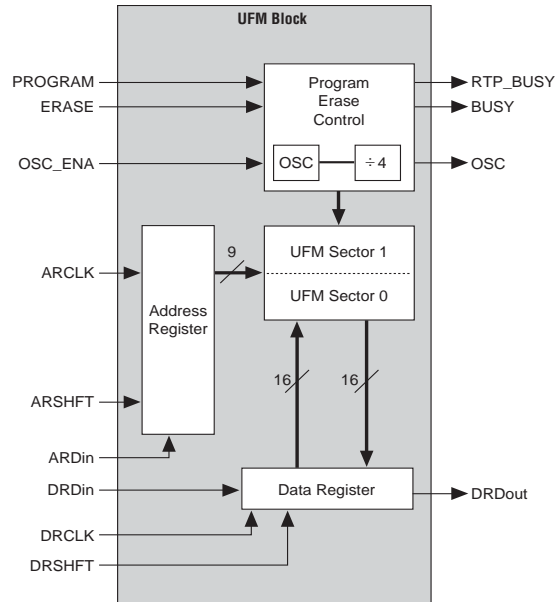 UFM Block
PROGRAM
ERASE
OSC_ENA
Program
Erase
Control
OSC
÷ 4
RTP_BUSY
BUSY
OSC
UFM Sector 1
UFM Sector 0
9
ARCLK
Address
Register
ARSHFT
ARDin
16
16
DRDin
Data Register
DRDout
DRCLK
DRSHFT